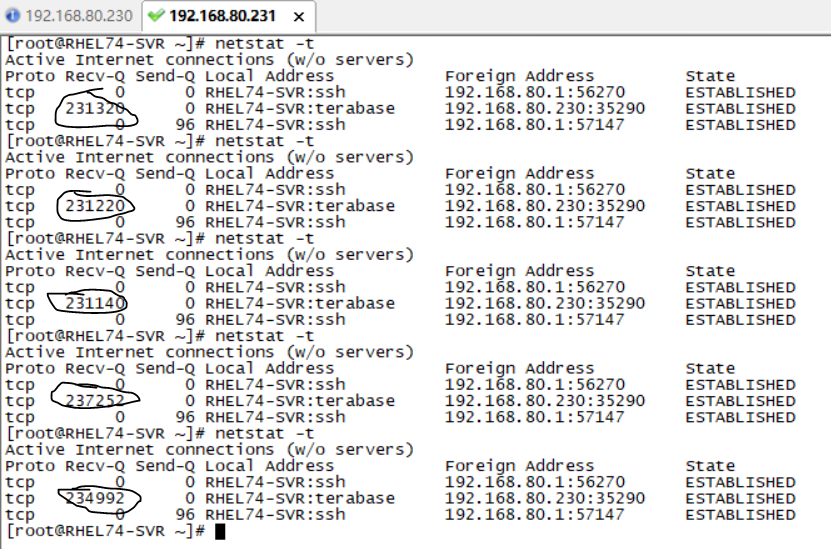 192.168.80.230 192.168.80.231 ×
[root@RHEL74-SVR ~]# netstat -t
Active Internet connections (w/o servers)
Proto Recv-Q Send-Q Local Address Foreign Address State
tcp 0 0 RHEL74-SVR:ssh 192.168.80.1:56270 ESTABLISHED
tcp 231320 0 RHEL74-SVR:terabase 192.168.80.230:35290 ESTABLISHED
tcp 0 96 RHEL74-SVR:ssh 192.168.80.1:57147 ESTABLISHED
[root@RHEL74-SVR ~]# netstat -t
Active Internet connections (w/o servers)
Proto Recv-Q Send-Q Local Address Foreign Address State
tcp 0 0 RHEL74-SVR:ssh 192.168.80.1:56270 ESTABLISHED
tcp 231220 0 RHEL74-SVR:terabase 192.168.80.230:35290 ESTABLISHED
tcp 0 96 RHEL74-SVR:ssh 192.168.80.1:57147 ESTABLISHED
[root@RHEL74-SVR ~]# netstat -t
Active Internet connections (w/o servers)
Proto Recv-Q Send-Q Local Address Foreign Address State
tcp 0 0 RHEL74-SVR:ssh 192.168.80.1:56270 ESTABLISHED
tcp 231140 0 RHEL74-SVR:terabase 192.168.80.230:35290 ESTABLISHED
tcp 0 96 RHEL74-SVR:ssh 192.168.80.1:57147 ESTABLISHED
[root@RHEL74-SVR ~]# netstat -t
Active Internet connections (w/o servers)
Proto Recv-Q Send-Q Local Address Foreign Address State
tcp 0 0 RHEL74-SVR:ssh 192.168.80.1:56270 ESTABLISHED
tcp 237252 0 RHEL74-SVR:terabase 192.168.80.230:35290 ESTABLISHED
tcp 0 96 RHEL74-SVR:ssh 192.168.80.1:57147 ESTABLISHED
[root@RHEL74-SVR ~]# netstat -t
Active Internet connections (w/o servers)
Proto Recv-Q Send-Q Local Address Foreign Address State
tcp 0 0 RHEL74-SVR:ssh 192.168.80.1:56270 ESTABLISHED
tcp 234992 0 RHEL74-SVR:terabase 192.168.80.230:35290 ESTABLISHED
tcp 0 96 RHEL74-SVR:ssh 192.168.80.1:57147 ESTABLISHED
[root@RHEL74-SVR ~]#